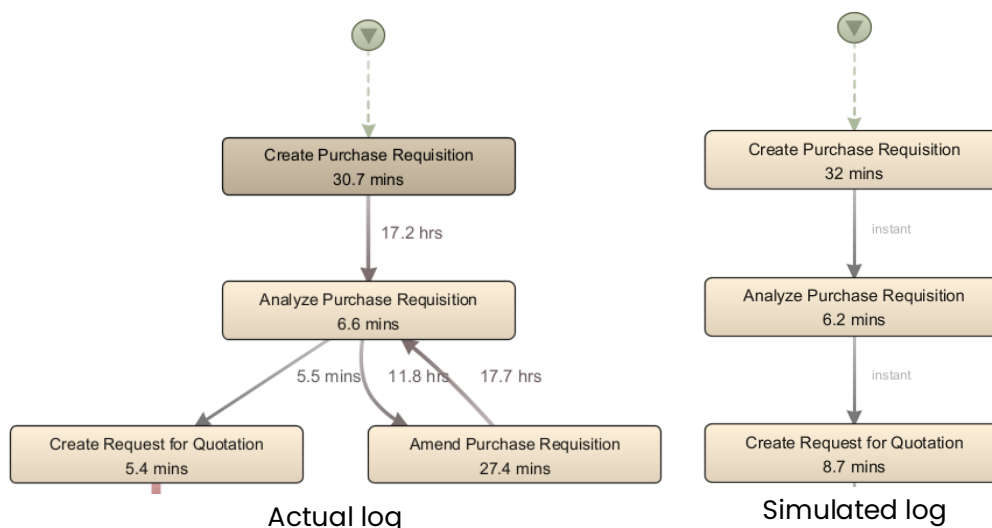 Create Purchase Requisition
30.7 mins
17.2 hrs
Analyze Purchase Requisition
6.6 mins
5.5 mins
11.8 hrs
17.7 hrs
Create Request for Quotation
5.4 mins
Amend Purchase Requisition
27.4 mins
Actual log
Create Purchase Requisition
32 mins
instant
Analyze Purchase Requisition
6.2 mins
instant
Create Request for Quotation
8.7 mins
Simulated log